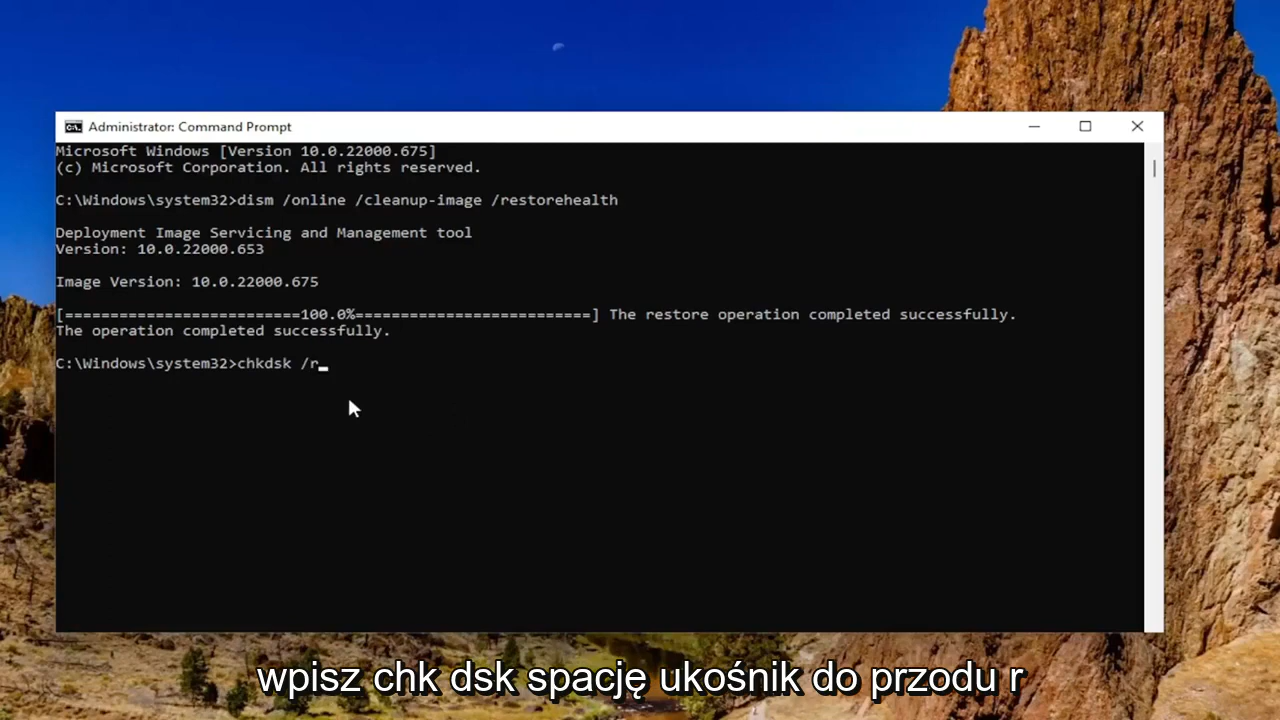 Administrator: Command Prompt
Microsoft Windows [Version 10.0.22000.675]
(c) Microsoft Corporation. All rights reserved.
C:\Windows\system32>dism /online /cleanup-image /restorehealth
Deployment Image Servicing and Management tool
Version: 10.0.22000.653
Image Version: 10.0.22000.675
[==========================100.0%==========================] The restore operation completed successfully.
The operation completed successfully.
C:\Windows\system32>chkdsk /r
wpisz chk dsk spację ukośnik do przodu r